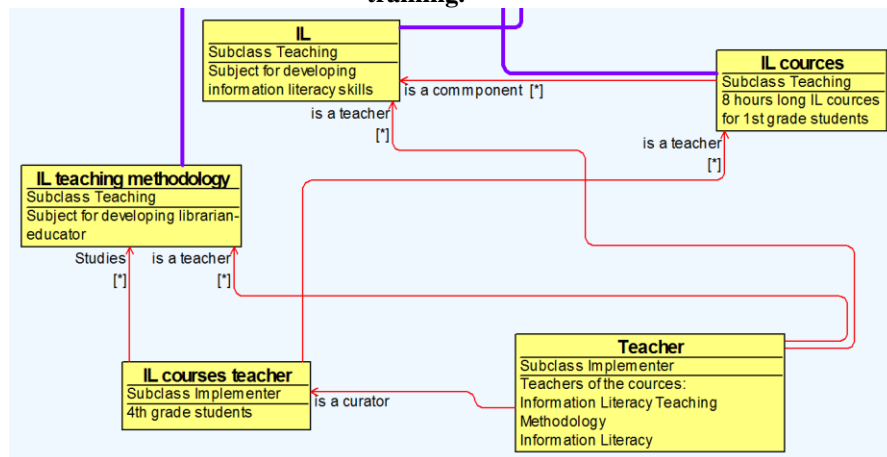 training.
IL
Subclass Teaching
Subject for developing
information literacy skills
IL cources
Subclass Teaching
8 hours long IL cources
for 1st grade students
is a commponent [*]
is a teacher
[*]
is a teacher
[*]
IL teaching methodology
Subclass Teaching
Subject for developing librarian-
educator
Studies
[*]
is a teacher
[*]
IL courses teacher
Subclass Implementer
4th grade students
is a curator
Teacher
Subclass Implementer
Teachers of the cources:
Information Literacy Teaching
Methodology
Information Literacy